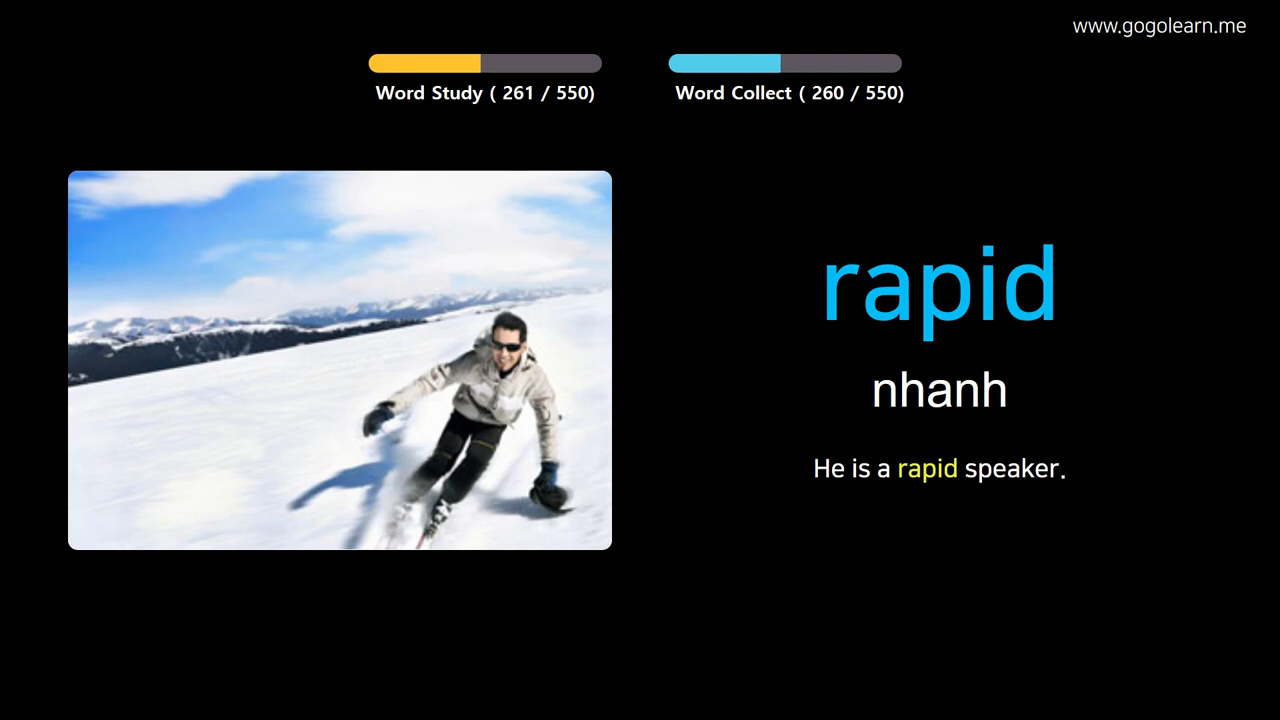 www.gogolearn.me
Word Study ( 261 / 550)
Word Collect ( 260 / 550)
rapid
nhanh
He is a rapid speaker.